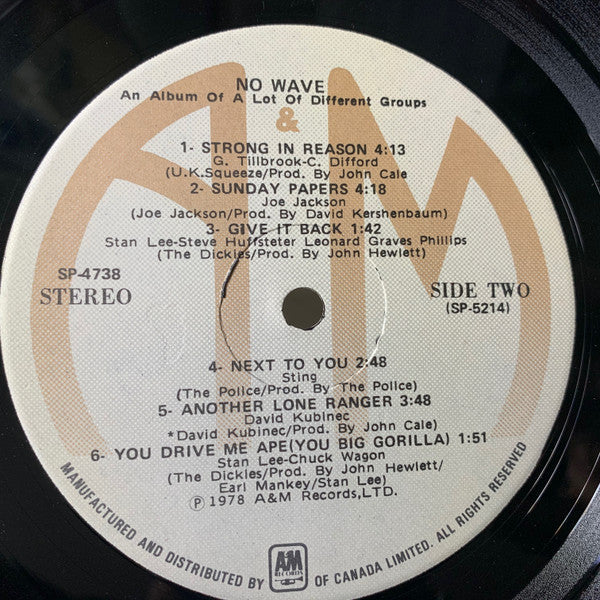 NO WAVE
An Album Of A Lot Of Different Groups
A&M
1- STRONG IN REASON 4:13
G. Tillbrook-C. Difford
(U.K.Squeeze/Prod. By John Cale
2- SUNDAY PAPERS 4:18
Joe Jackson
(Joe Jackson/Prod. By David Kershenbaum)
3- GIVE IT BACK 1:42
Stan Lee-Steve Huffsteter Leonard Graves Phillips
(The Dickies/Prod. By John Hewlett)
SP-4738
STEREO
SIDE TWO
(SP-5214)
4- NEXT TO YOU 2:48
Sting
(The Police/Prod. By The Police)
5- ANOTHER LONE RANGER 3:48
David Kubinec
*David Kubinec/Prod. By John Cale)
6- YOU DRIVE ME APE(YOU BIG GORILLA) 1:51
Stan Lee-Chuck Wagon
(The Dickies/Prod. By John Hewlett/
Earl Mankey/Stan Lee)
℗ 1978 A&M Records,LTD.
MANUFACTURED AND DISTRIBUTED BY A&M RECORDS OF CANADA LIMITED. ALL RIGHTS RESERVED